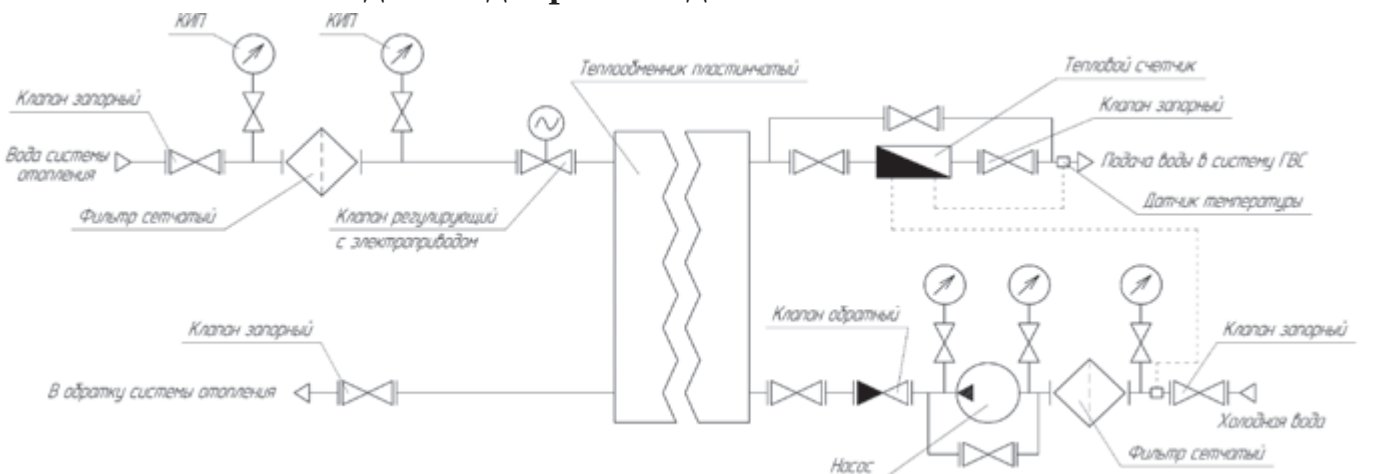 КИП
КИП
Клапан запорный
Вода системы
отопления
Фильтр сетчатый
Клапан регулирующий
с электроприводом
Теплообменник пластинчатый
Тепловой счетчик
Клапан запорный
Подача воды в систему ГВС
Датчик температуры
Клапан запорный
В обратку системы отопления
Клапан обратный
Клапан запорный
Холодная вода
Фильтр сетчатый
Насос